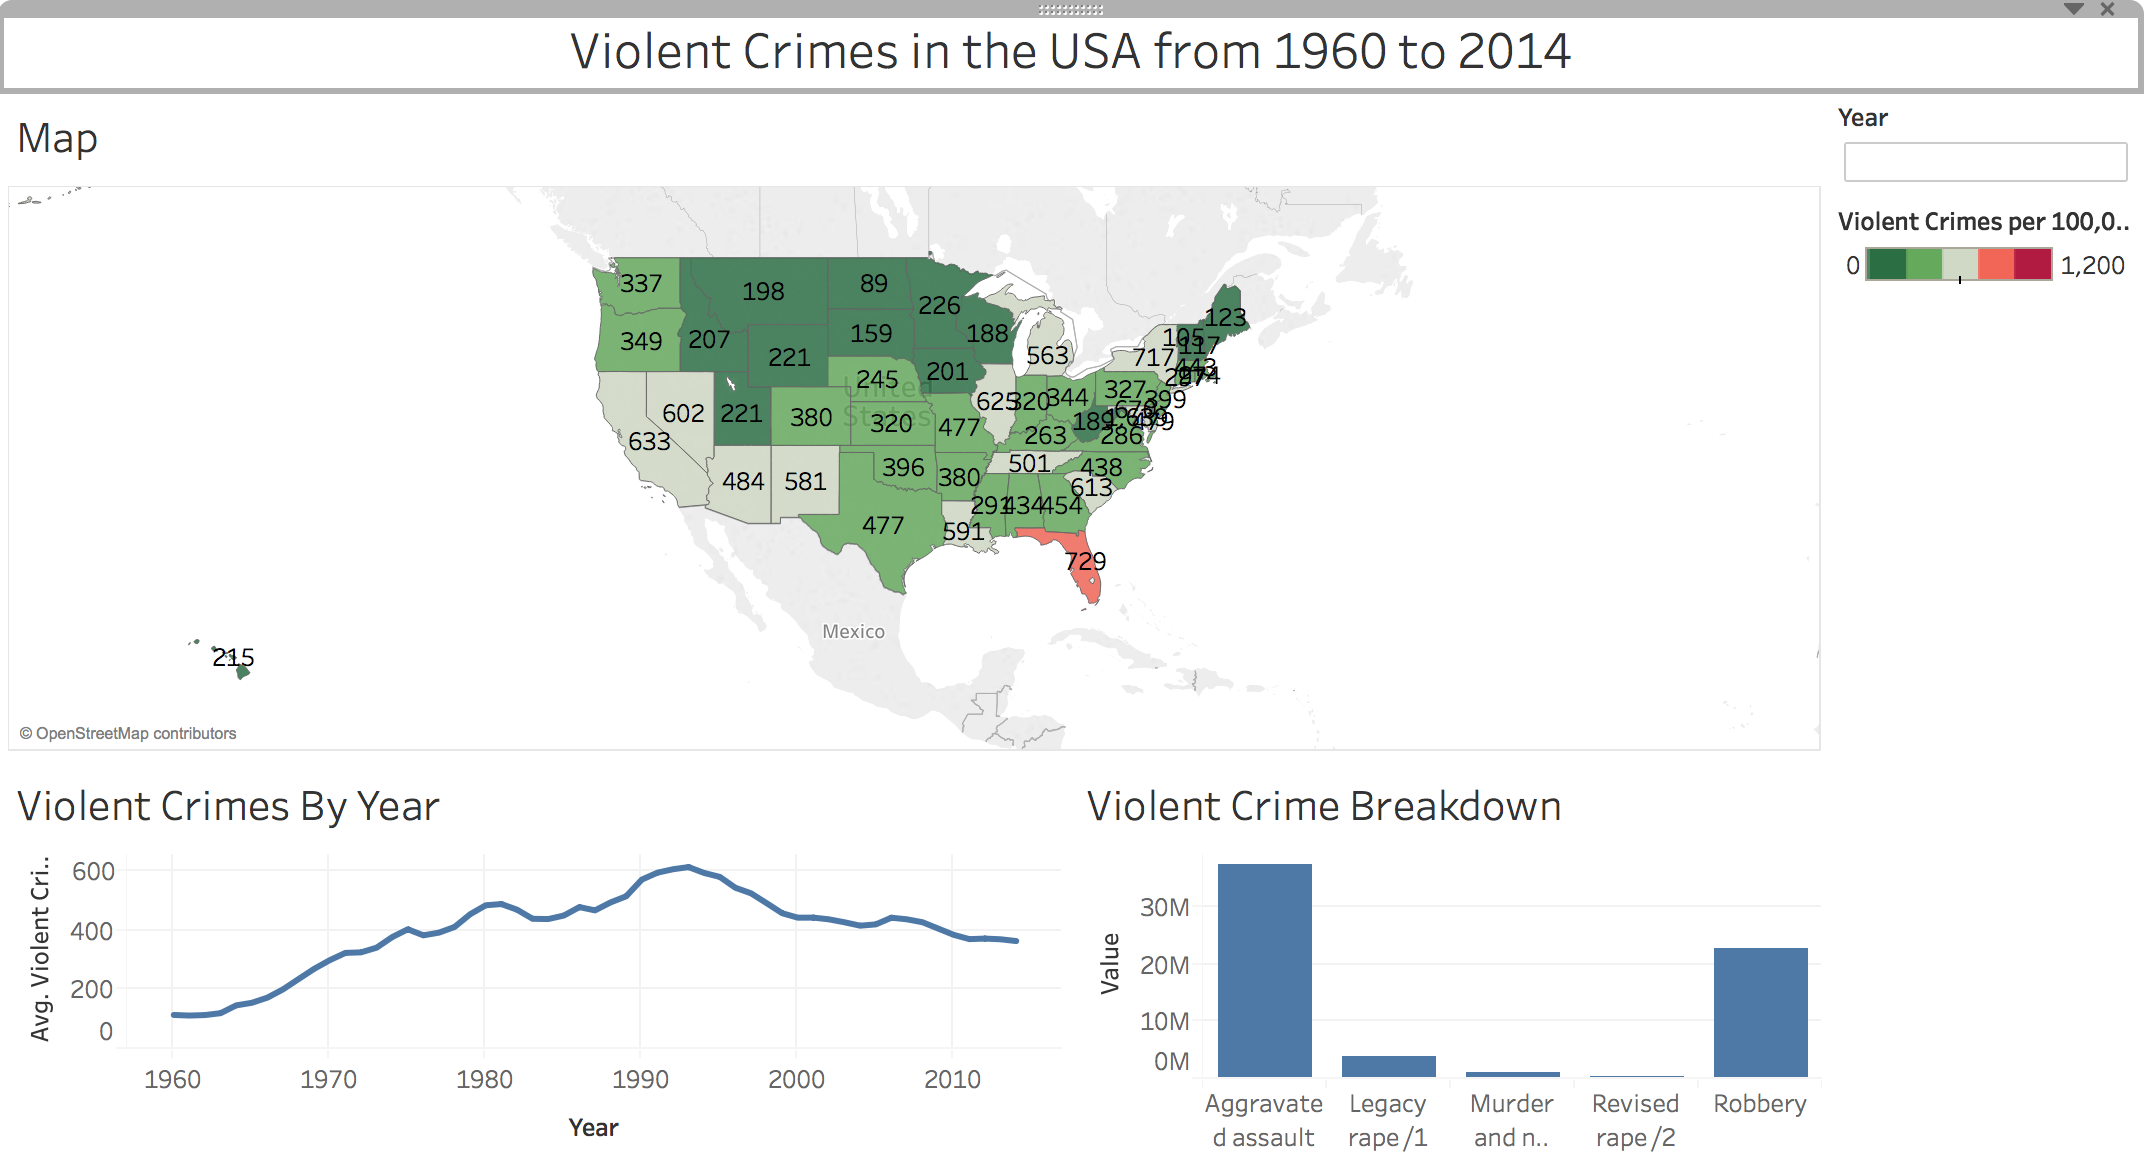 Violent Crimes in the USA from 1960 to 2014
Map
Year
Violent Crimes per 100,0..
0
1,200
337
198
89
226
188
123
349
207
221
159
201
563
717
105
117
245
United
States
602
221
380
320
477
625
320
344
327
399
633
189
263
286
479
484
581
396
380
501
438
613
477
291
434
454
591
729
Mexico
215
© OpenStreetMap contributors
Violent Crimes By Year
Avg. Violent Cri..
600
400
200
0
1960
1970
1980
1990
2000
2010
Year
Violent Crime Breakdown
Value
30M
20M
10M
0M
Aggravate
d assault
Legacy
rape /1
Murder
and n..
Revised
rape /2
Robbery